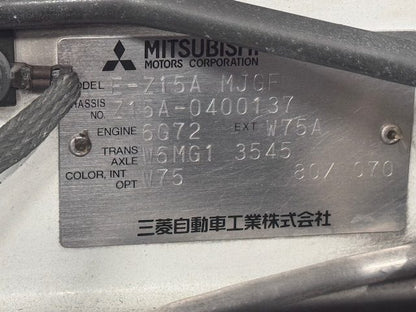 MITSUBISHI
MOTORS CORPORATION
MODEL E-Z15A MJGF
CHASSIS NO. Z15A-0400137
ENGINE 6G72 EXT W75A
TRANS AXLE W6MG1 3545
COLOR, INT OPT W75 80/ 070
三菱自動車工業株式会社